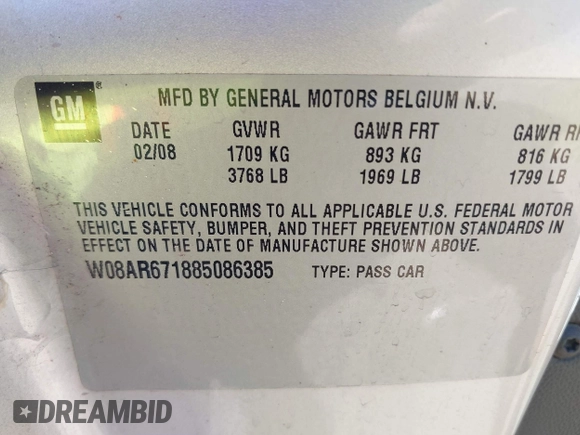 GM ®
MFD BY GENERAL MOTORS BELGIUM N.V.
DATE GVWR GAWR FRT GAWR
02/08 1709 KG 893 KG 816 KG
3768 LB 1969 LB 1799 LB
THIS VEHICLE CONFORMS TO ALL APPLICABLE U.S. FEDERAL MOTOR
VEHICLE SAFETY, BUMPER, AND THEFT PREVENTION STANDARDS IN
EFFECT ON THE DATE OF MANUFACTURE SHOWN ABOVE.
W08AR671885086385 TYPE: PASS CAR
DREAMBID